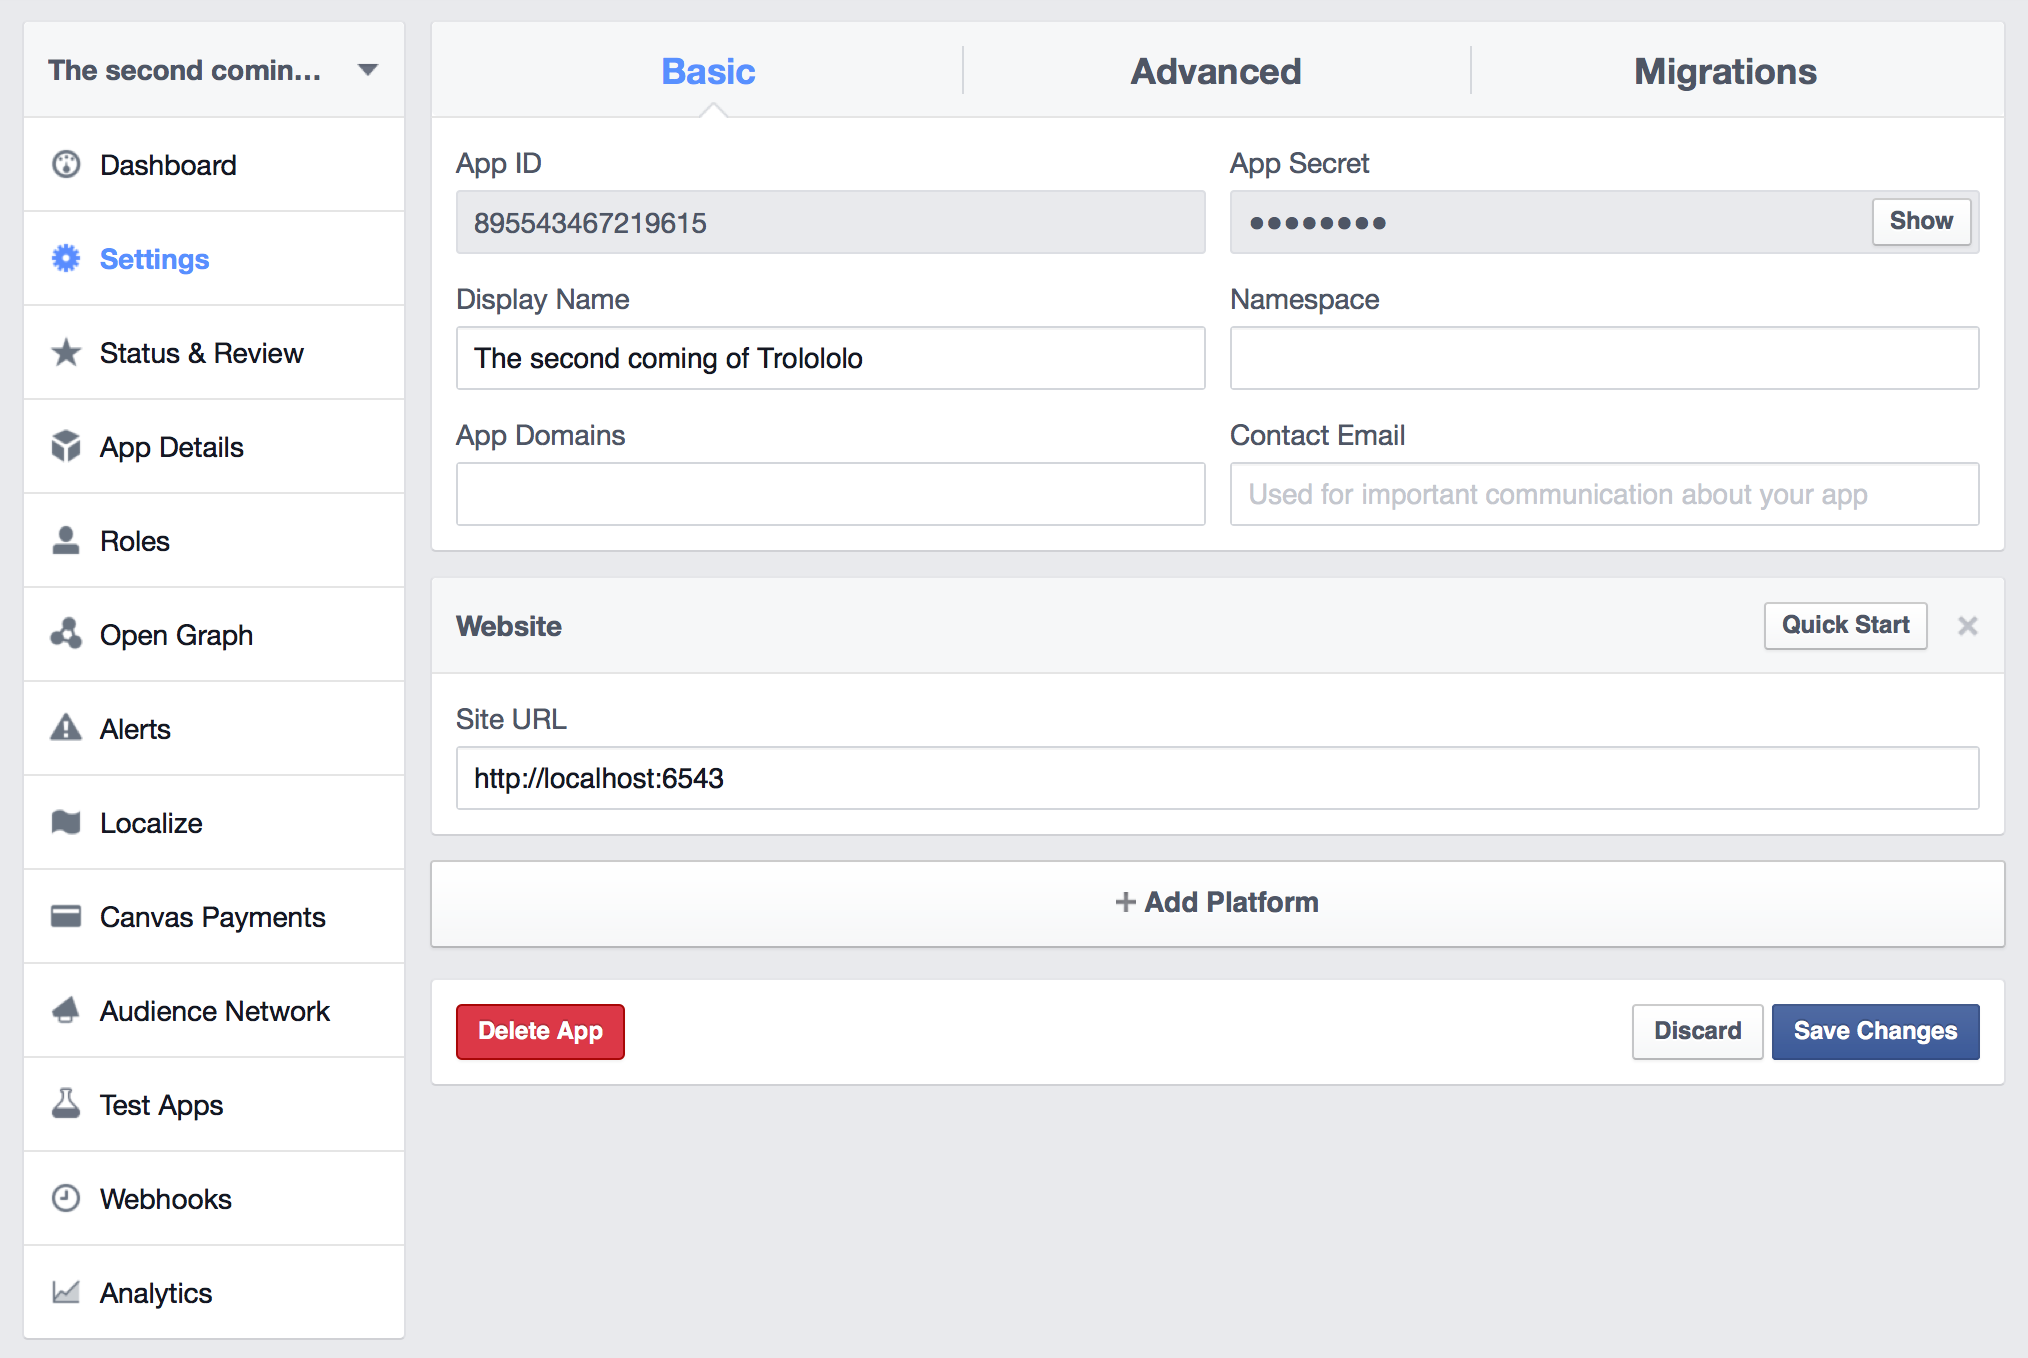 The second comin...
Dashboard
Settings
Status & Review
App Details
Roles
Open Graph
Alerts
Localize
Canvas Payments
Audience Network
Test Apps
Webhooks
Analytics
Basic
Advanced
Migrations
App ID
895543467219615
App Secret
••••••••
Show
Display Name
The second coming of Trolololo
Namespace
App Domains
Contact Email
Used for important communication about your app
Website
Quick Start
Site URL
http://localhost:6543
+ Add Platform
Delete App
Discard
Save Changes